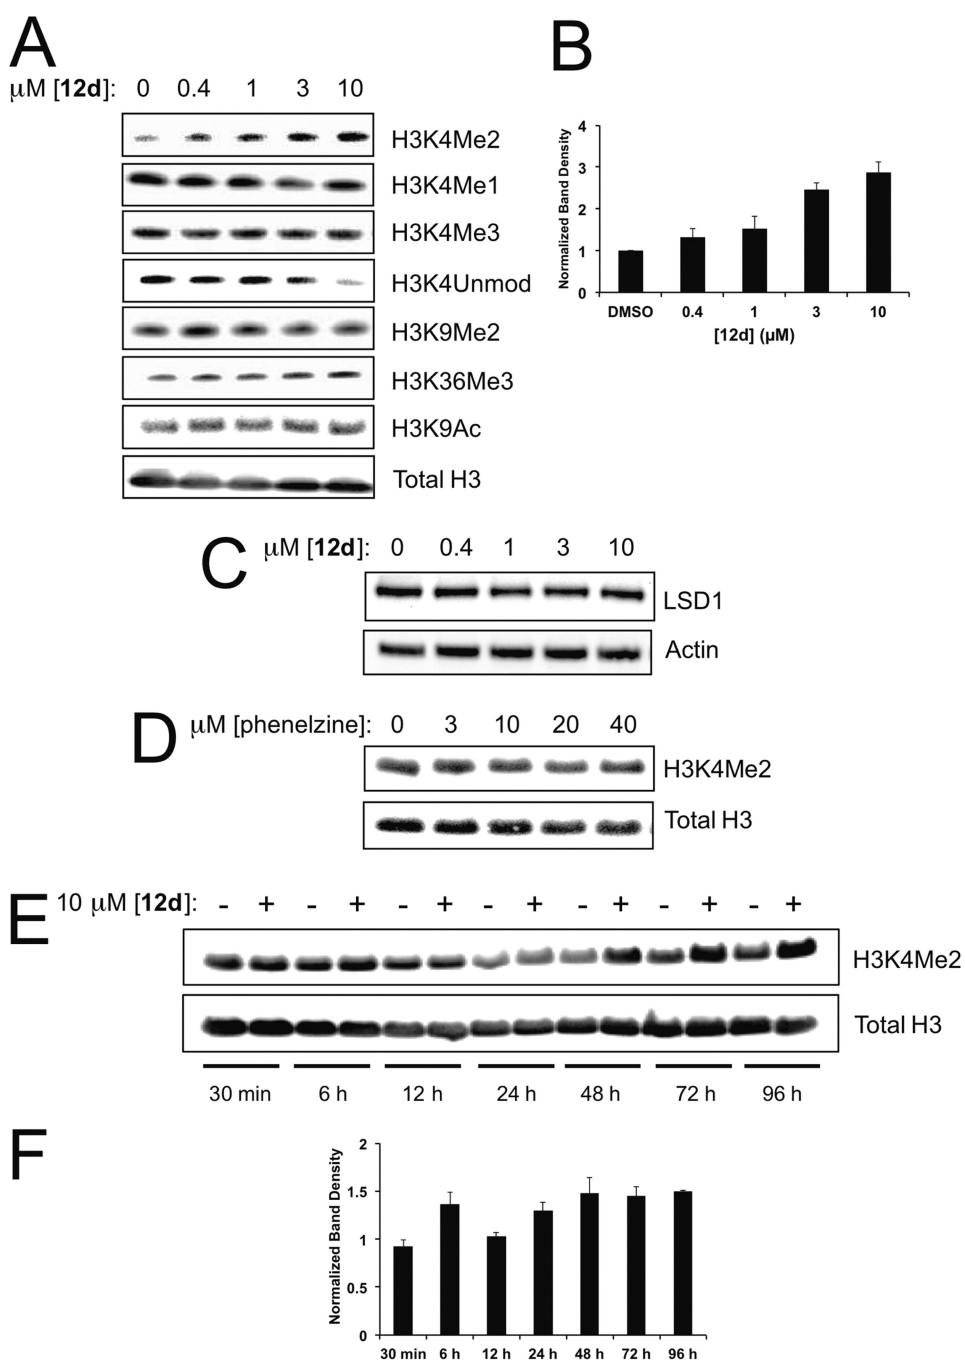 A
B
μM [12d]: 0 0.4 1 3 10
H3K4Me2
H3K4Me1
H3K4Me3
H3K4Unmod
H3K9Me2
H3K36Me3
H3K9Ac
Total H3
Normalized Band Density
4
3
2
1
0
DMSO 0.4 1 3 10
[12d] (μM)
C
μM [12d]: 0 0.4 1 3 10
LSD1
Actin
D
μM [phenelzine]: 0 3 10 20 40
H3K4Me2
Total H3
E
10 μM [12d]: - + - + - + - + - + - + - +
H3K4Me2
Total H3
30 min 6 h 12 h 24 h 48 h 72 h 96 h
F
Normalized Band Density
2
1.5
1
0.5
0
30 min 6 h 12 h 24 h 48 h 72 h 96 h